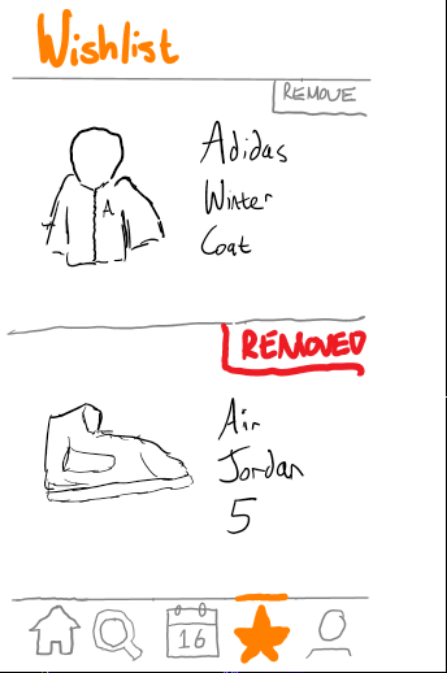 Wishlist
REMOVE
Adidas
Winter
Coat
A
REMOVED
Air
Jordan
5
16